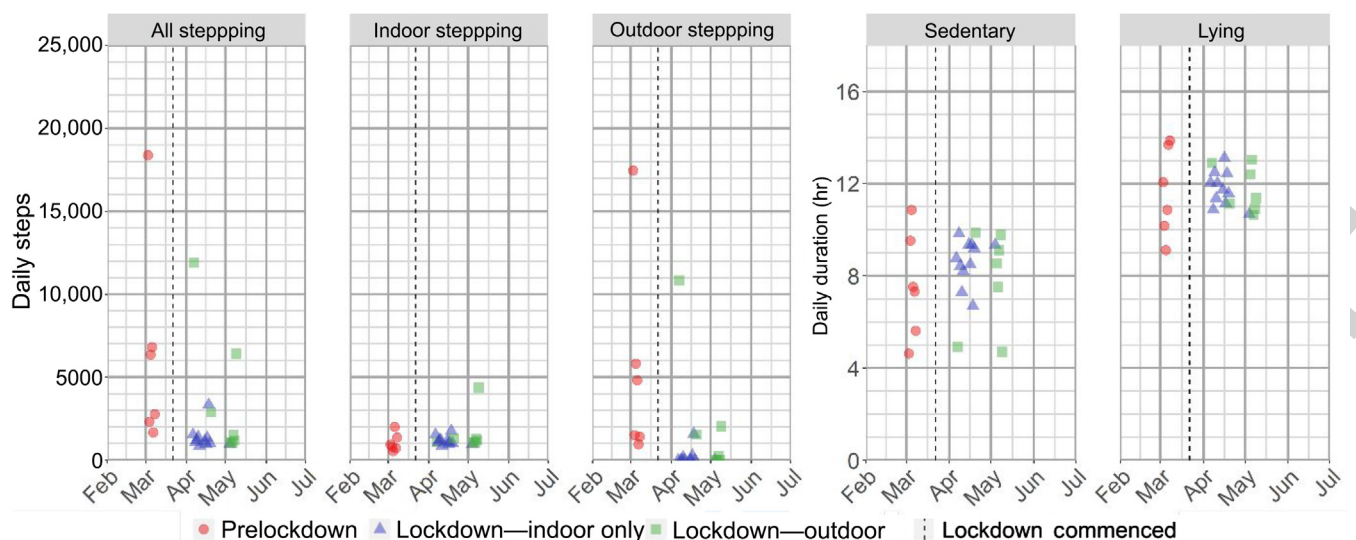 All steppping Indoor steppping Outdoor steppping Sedentary Lying
Daily steps
25,000
20,000
15,000
10,000
5000
0
Feb Mar Apr May Jun Jul
Feb Mar Apr May Jun Jul
Feb Mar Apr May Jun Jul
Daily duration (hr)
16
12
8
4
0
Feb Mar Apr May Jun Jul
Feb Mar Apr May Jun Jul
Prelockdown Lockdown—indoor only Lockdown—outdoor Lockdown commenced